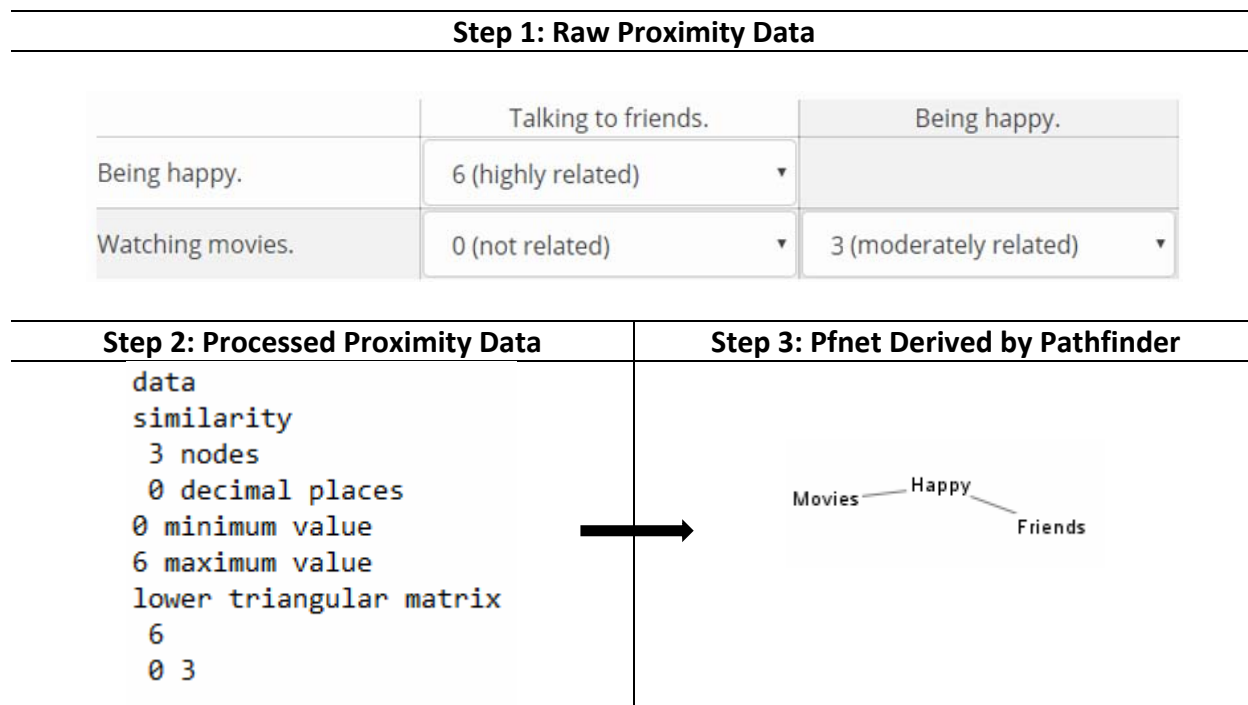 Step 1: Raw Proximity Data
Talking to friends. Being happy.
Being happy. 6 (highly related)
Watching movies. 0 (not related) 3 (moderately related)
Step 2: Processed Proximity Data Step 3: Pfnet Derived by Pathfinder
data
similarity
3 nodes
0 decimal places
0 minimum value
6 maximum value
lower triangular matrix
6
0 3
Happy
Movies
Friends